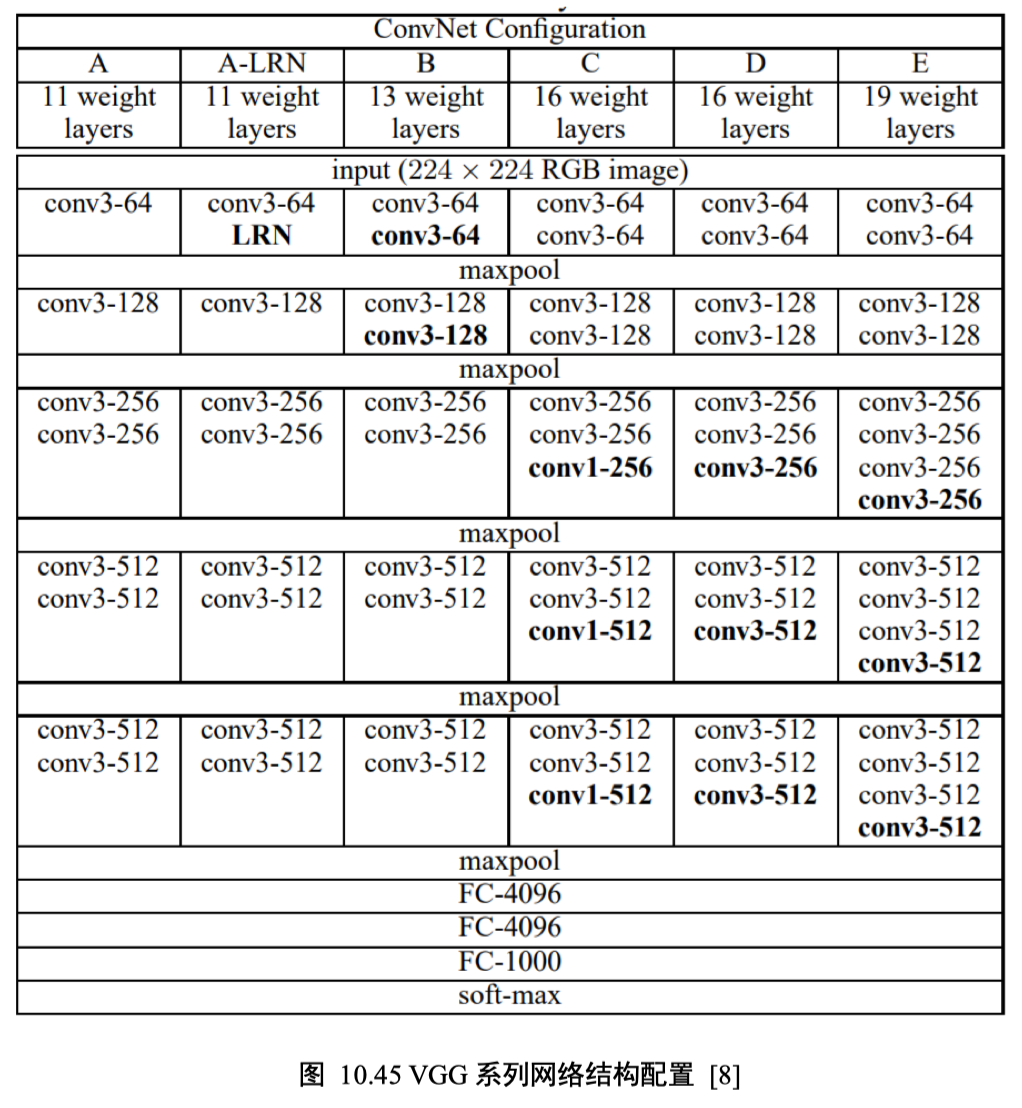 ConvNet Configuration
A A-LRN B C D E
11 weight layers 11 weight layers 13 weight layers 16 weight layers 16 weight layers 19 weight layers
input (224 × 224 RGB image)
conv3-64 conv3-64 conv3-64 conv3-64 conv3-64 conv3-64
LRN conv3-64 conv3-64 conv3-64 conv3-64
maxpool
conv3-128 conv3-128 conv3-128 conv3-128 conv3-128 conv3-128
conv3-128 conv3-128 conv3-128 conv3-128
maxpool
conv3-256 conv3-256 conv3-256 conv3-256 conv3-256 conv3-256
conv3-256 conv3-256 conv3-256 conv3-256 conv3-256 conv3-256
conv1-256 conv3-256 conv3-256
conv3-256
maxpool
conv3-512 conv3-512 conv3-512 conv3-512 conv3-512 conv3-512
conv3-512 conv3-512 conv3-512 conv3-512 conv3-512 conv3-512
conv1-512 conv3-512 conv3-512
conv3-512
maxpool
conv3-512 conv3-512 conv3-512 conv3-512 conv3-512 conv3-512
conv3-512 conv3-512 conv3-512 conv3-512 conv3-512 conv3-512
conv1-512 conv3-512 conv3-512
conv3-512
maxpool
FC-4096
FC-4096
FC-1000
soft-max
图 10.45 VGG 系列网络结构配置 [8]